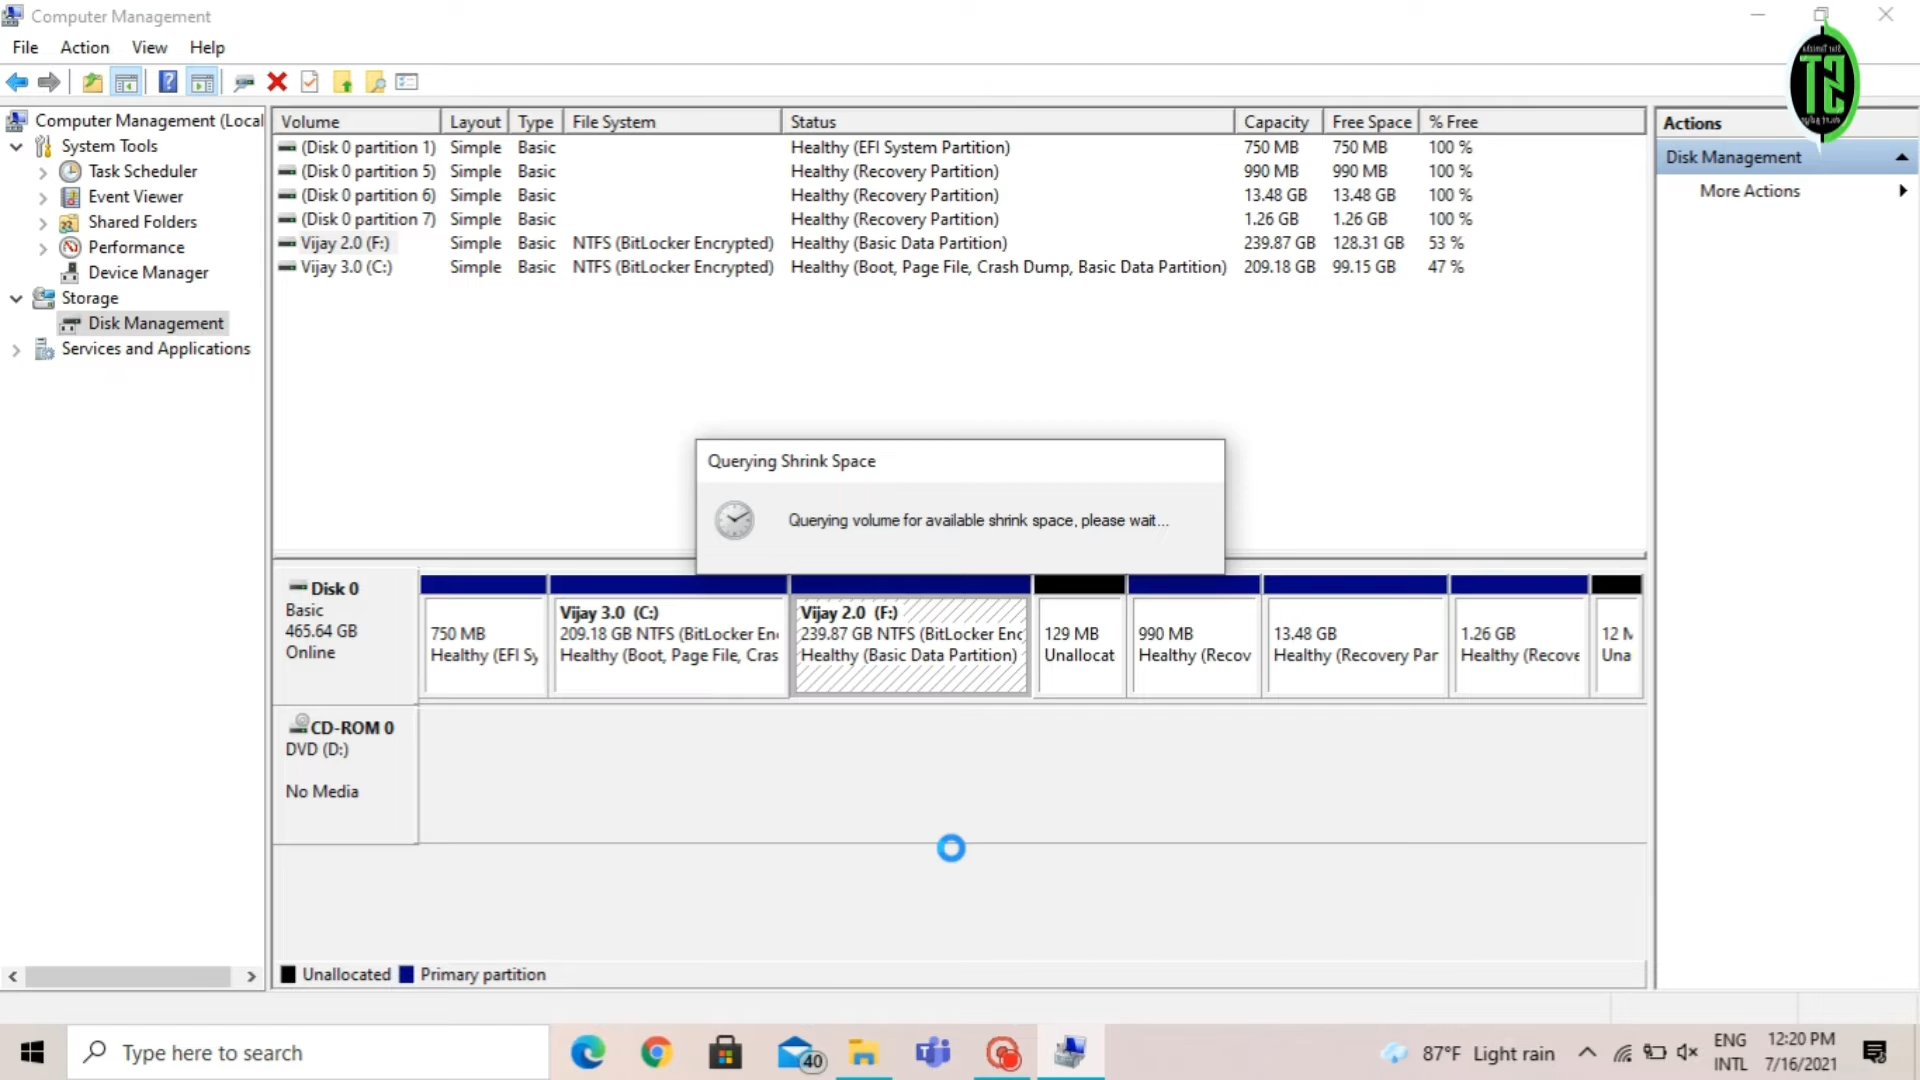 Computer Management
File Action View Help
Computer Management (Local
System Tools
Task Scheduler
Event Viewer
Shared Folders
Performance
Device Manager
Storage
Disk Management
Services and Applications
Volume Layout Type File System Status Capacity Free Space % Free
(Disk 0 partition 1) Simple Basic Healthy (EFI System Partition) 750 MB 750 MB 100 %
(Disk 0 partition 5) Simple Basic Healthy (Recovery Partition) 990 MB 990 MB 100 %
(Disk 0 partition 6) Simple Basic Healthy (Recovery Partition) 13.48 GB 13.48 GB 100 %
(Disk 0 partition 7) Simple Basic Healthy (Recovery Partition) 1.26 GB 1.26 GB 100 %
Vijay 2.0 (F:) Simple Basic NTFS (BitLocker Encrypted) Healthy (Basic Data Partition) 239.87 GB 128.31 GB 53 %
Vijay 3.0 (C:) Simple Basic NTFS (BitLocker Encrypted) Healthy (Boot, Page File, Crash Dump, Basic Data Partition) 209.18 GB 99.15 GB 47 %
Actions
Disk Management
More Actions
Querying Shrink Space
Querying volume for available shrink space, please wait...
Disk 0
Basic
465.64 GB
Online
750 MB
Healthy (EFI Sy
Vijay 3.0 (C:)
209.18 GB NTFS (BitLocker En
Healthy (Boot, Page File, Cras
Vijay 2.0 (F:)
239.87 GB NTFS (BitLocker Enc
Healthy (Basic Data Partition)
129 MB
Unallocat
990 MB
Healthy (Recov
13.48 GB
Healthy (Recovery Par
1.26 GB
Healthy (Recove
12 M
Una
CD-ROM 0
DVD (D:)
No Media
Unallocated Primary partition
Type here to search
40
87°F Light rain
ENG
INTL
12:20 PM
7/16/2021